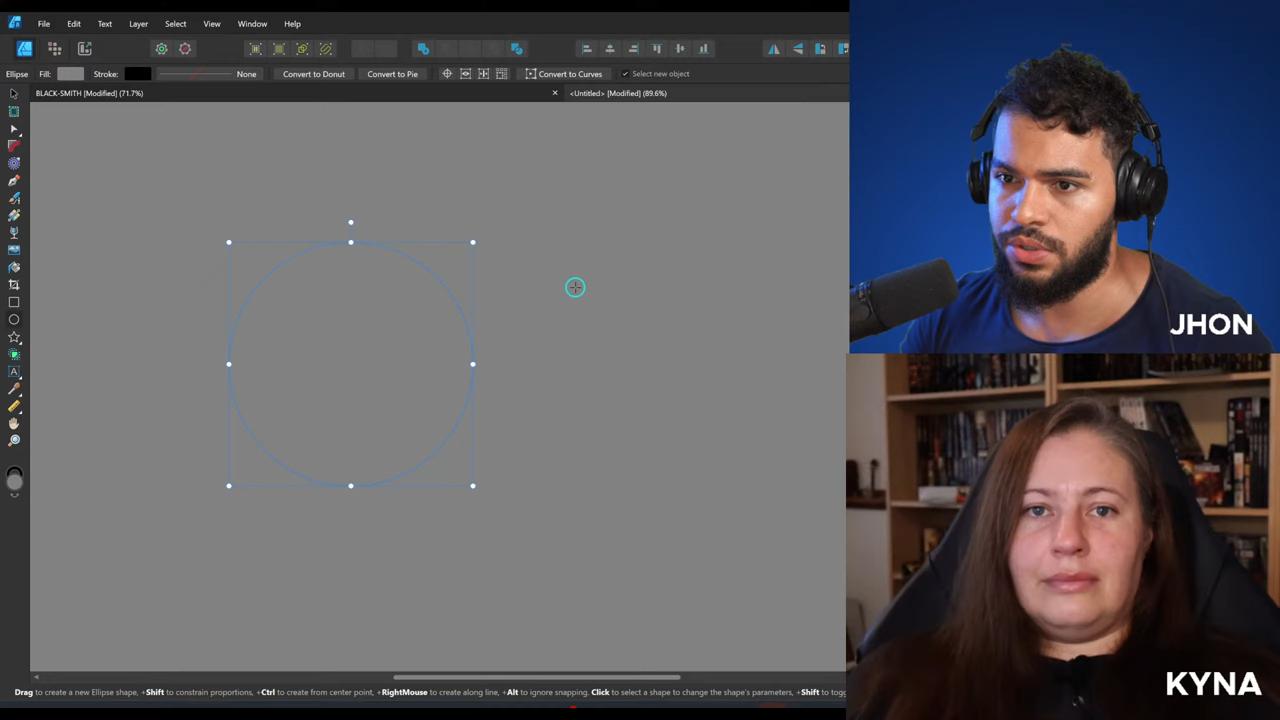 File Edit Text Layer Select View Window Help
Ellipse Fill: Stroke: None Convert to Donut Convert to Pie Convert to Curves Select new object
BLACK-SMITH [Modified] (71.7%) <Untitled> [Modified] (89.6%)
JHON
A
KYNA
Drag to create a new Ellipse shape, +Shift to constrain proportions, +Ctrl to create from center point, +RightMouse to create along line, +Alt to ignore snapping. Click to select a shape to change the shape's parameters, +Shift to